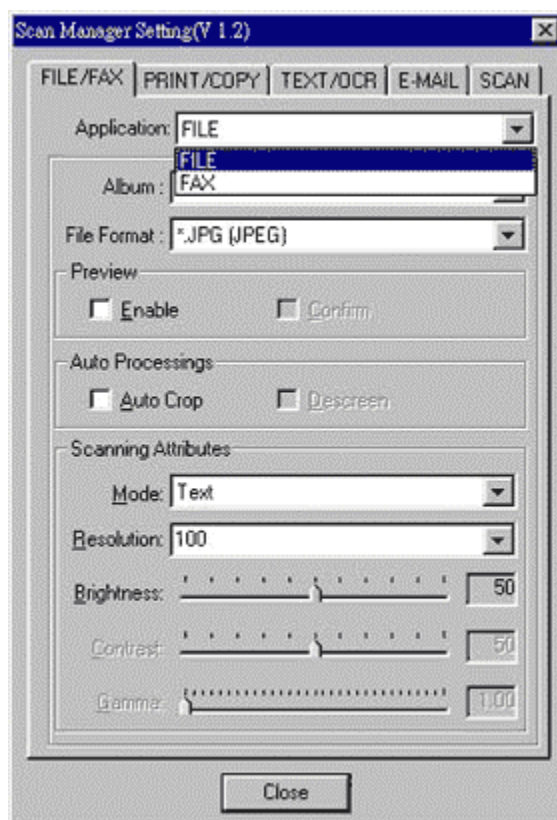 Scan Manager Setting(V 1.2)
FILE/FAX PRINT/COPY TEXT/OCR E-MAIL SCAN
Application: FILE
FILE
Album : FAX
File Format : *.JPG (JPEG)
Preview
Enable Confirm
Auto Processings
Auto Crop Descreen
Scanning Attributes
Mode: Text
Resolution: 100
Brightness: 50
Contrast: 50
Gamma: 1.00
Close